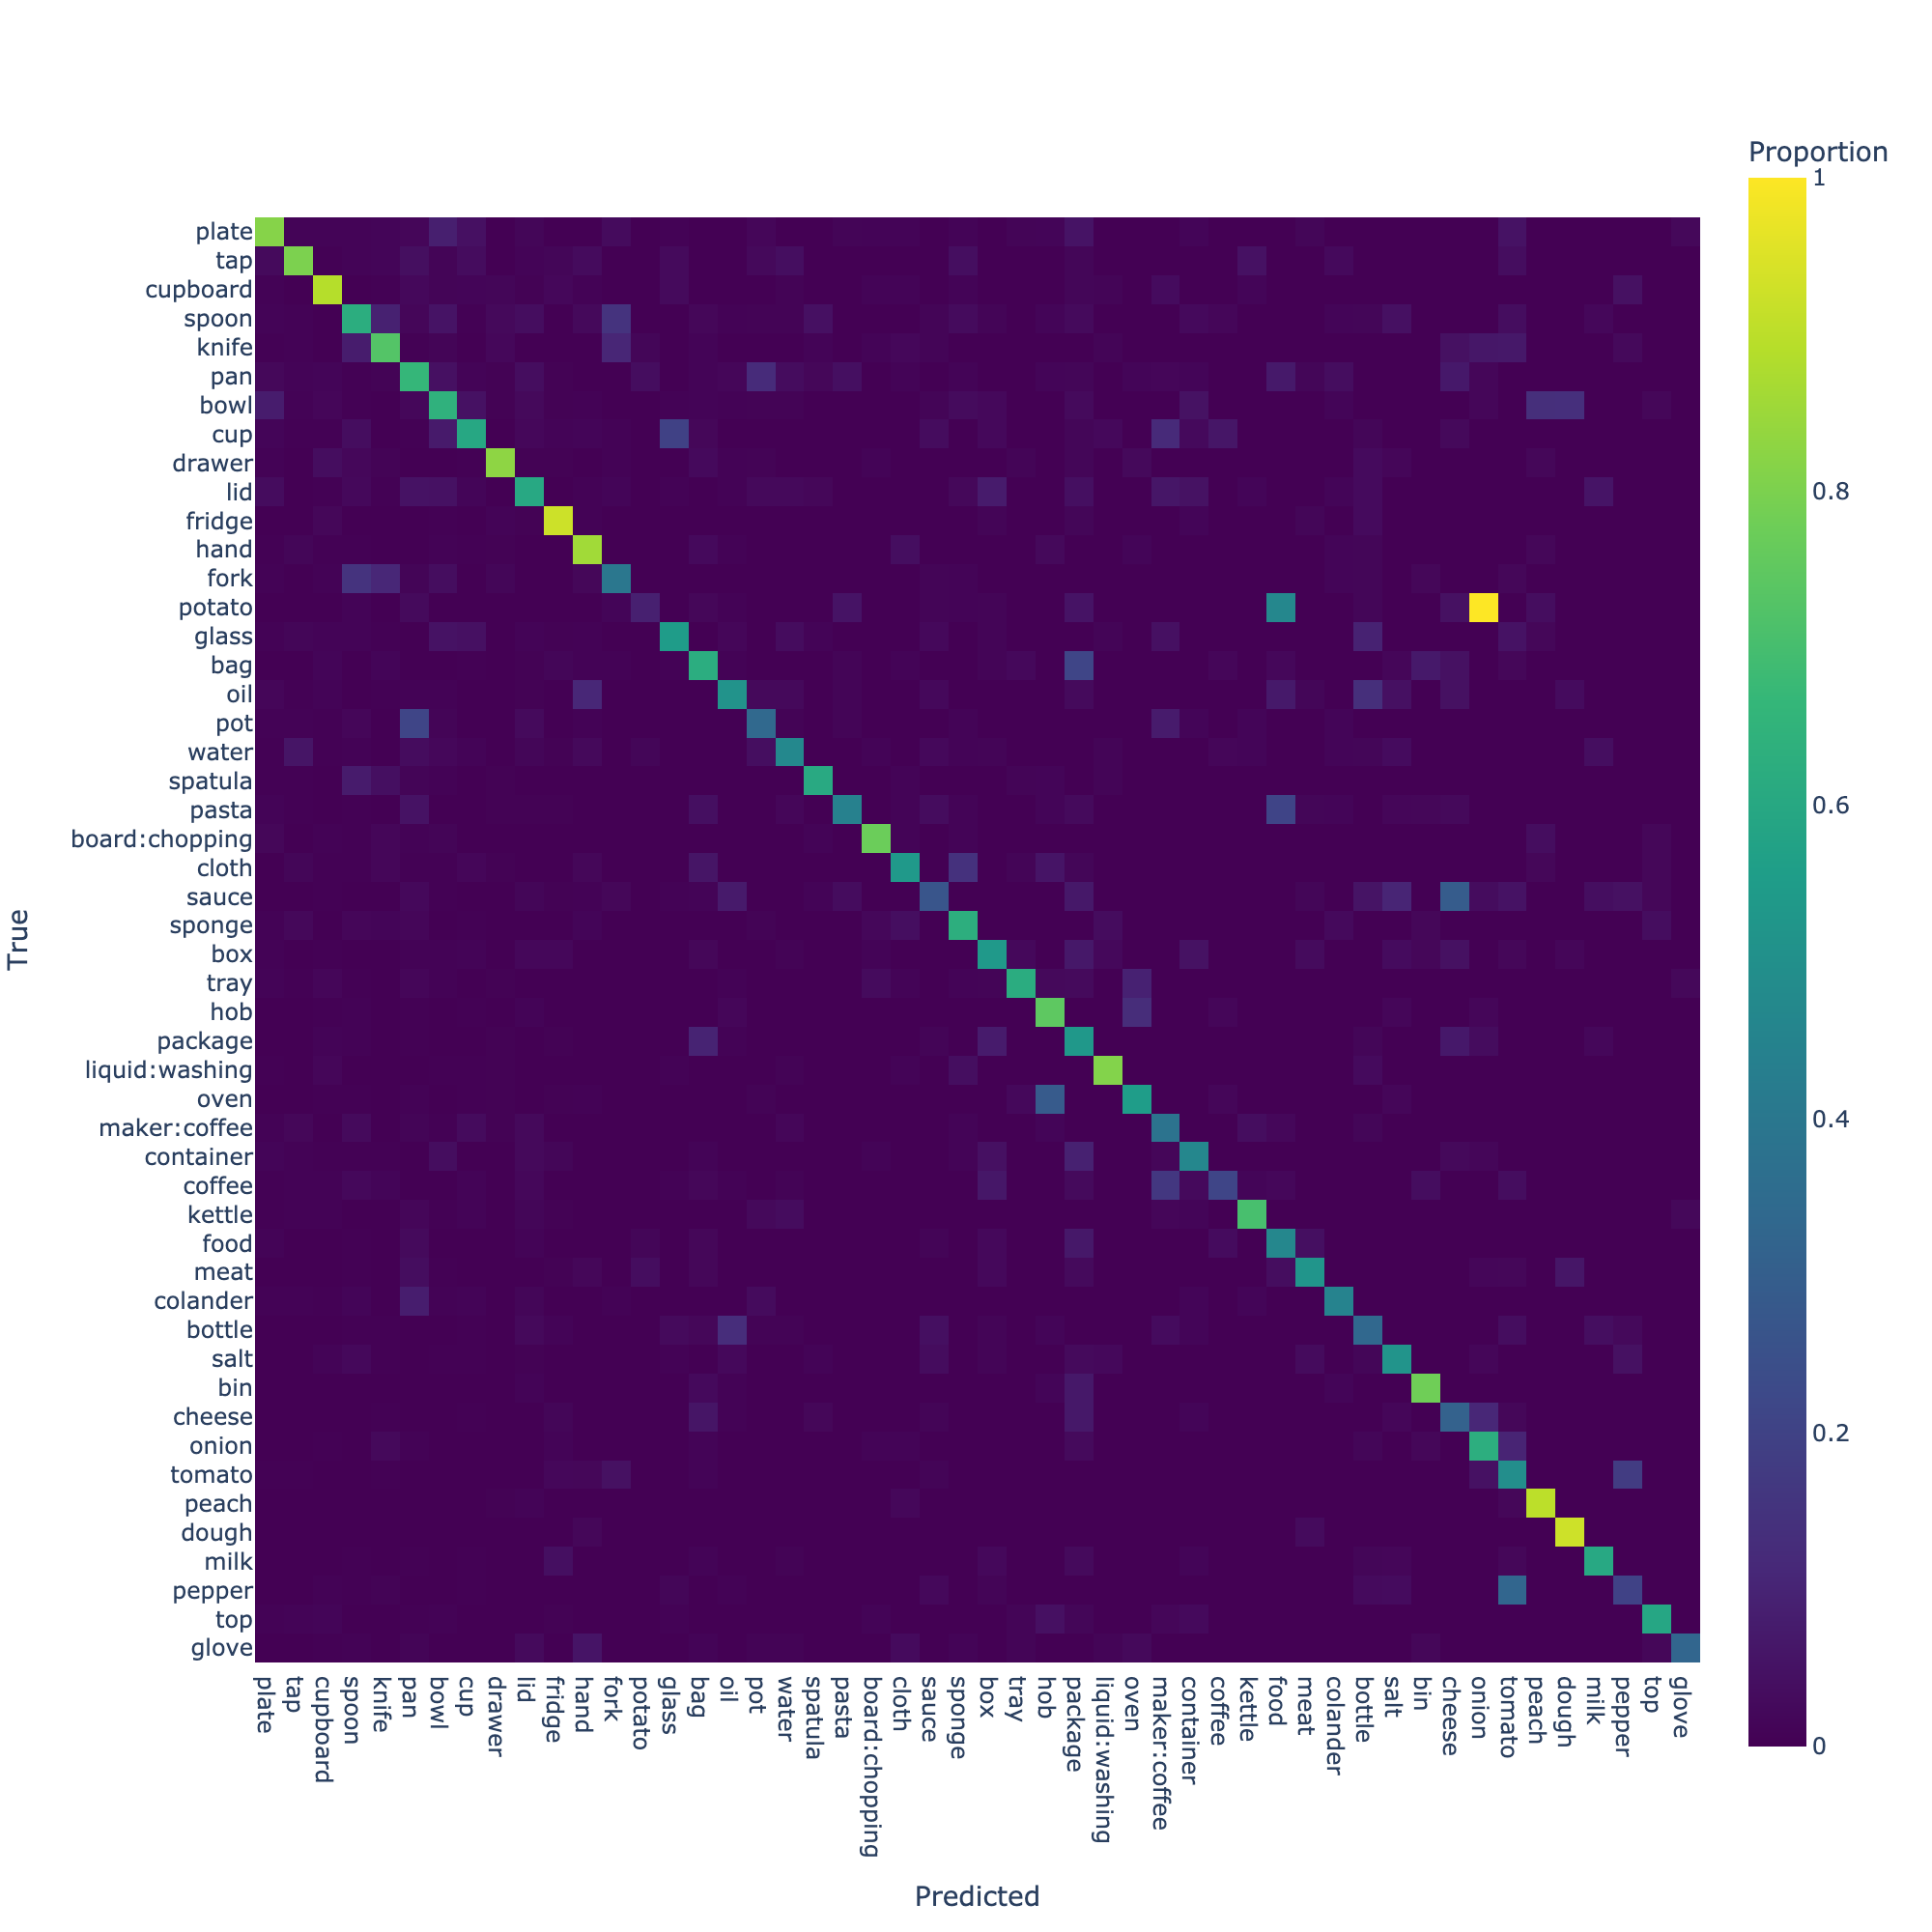 Proportion
1
0.8
0.6
0.4
0.2
0
True
plate
tap
cupboard
spoon
knife
pan
bowl
cup
drawer
lid
fridge
hand
fork
potato
glass
bag
oil
pot
water
spatula
pasta
board:chopping
cloth
sauce
sponge
box
tray
hob
package
liquid:washing
oven
maker:coffee
container
coffee
kettle
food
meat
colander
bottle
salt
bin
cheese
onion
tomato
peach
dough
milk
pepper
top
glove
plate
tap
cupboard
spoon
knife
pan
bowl
cup
drawer
lid
fridge
hand
fork
potato
glass
bag
oil
pot
water
spatula
pasta
board:chopping
cloth
sauce
sponge
box
tray
hob
package
liquid:washing
oven
maker:coffee
container
coffee
kettle
food
meat
colander
bottle
salt
bin
cheese
onion
tomato
peach
dough
milk
pepper
top
glove
Predicted